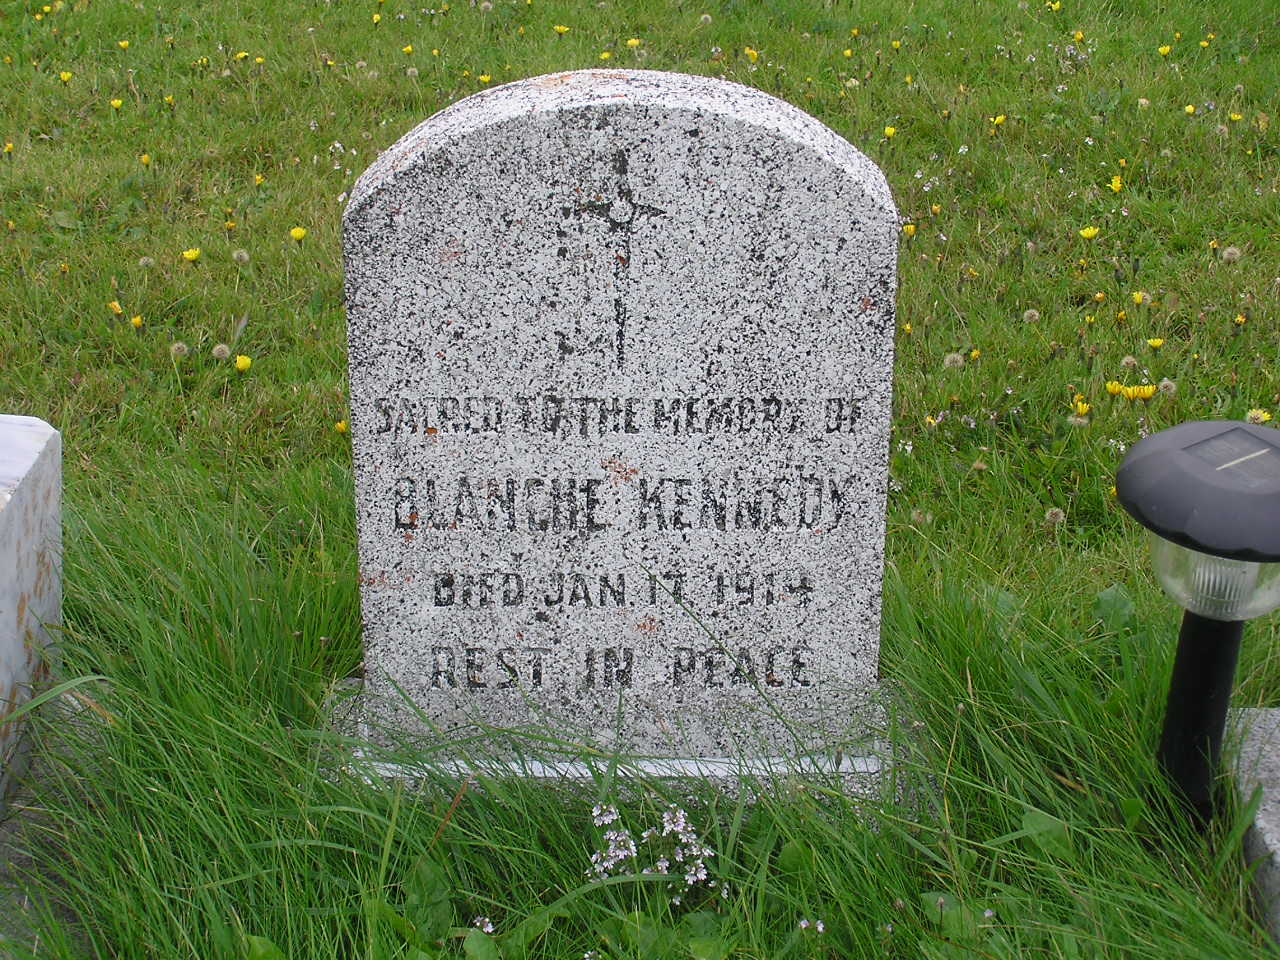 SACRED TO THE MEMORY OF
BLANCHE KENNEDY
DIED JAN. 17 1914
REST IN PEACE